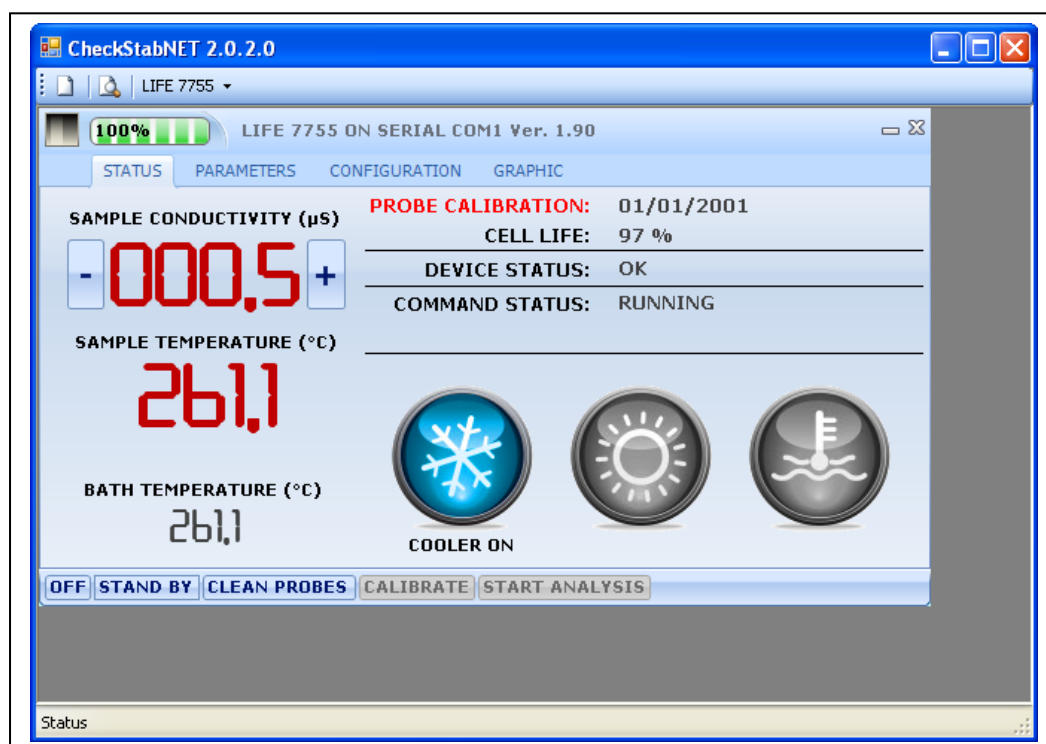 CheckStabNET 2.0.2.0
LIFE 7755
100% LIFE 7755 ON SERIAL COM1 Ver. 1.90
STATUS PARAMETERS CONFIGURATION GRAPHIC
SAMPLE CONDUCTIVITY (µS)
- 000.5 +
SAMPLE TEMPERATURE (°C)
261.1
BATH TEMPERATURE (°C)
261.1
PROBE CALIBRATION: 01/01/2001
CELL LIFE: 97 %
DEVICE STATUS: OK
COMMAND STATUS: RUNNING
COOLER ON
OFF STAND BY CLEAN PROBES CALIBRATE START ANALYSIS
Status